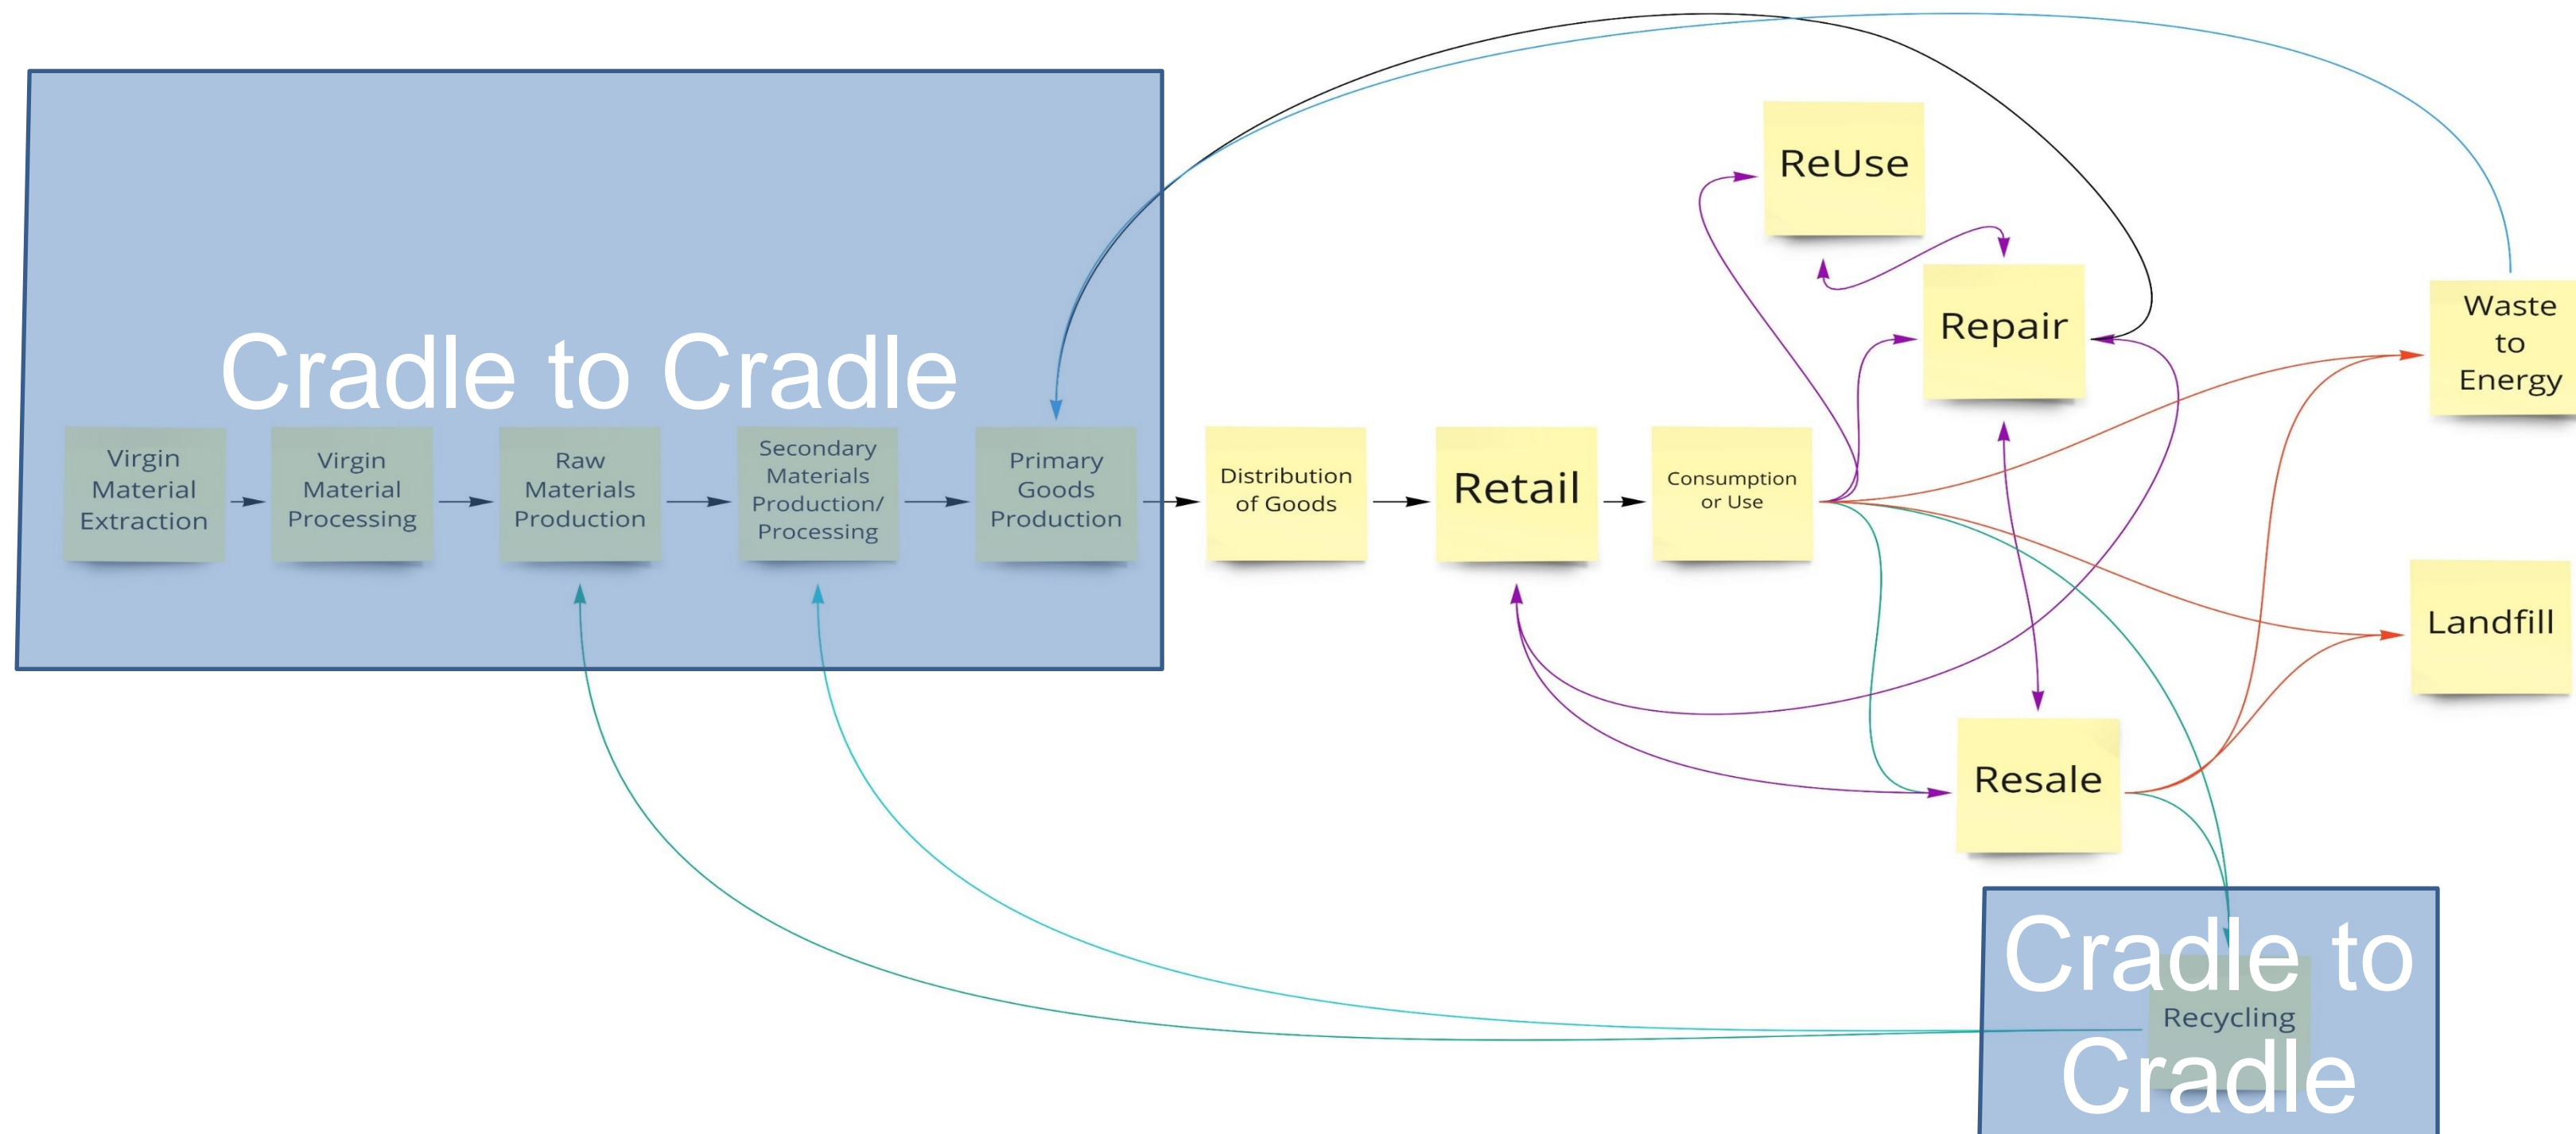 ReUse
Repair
Waste
to
Energy
Cradle to Cradle
Virgin
Material
Extraction
Virgin
Material
Processing
Raw
Materials
Production
Secondary
Materials
Production/
Processing
Primary
Goods
Production
Distribution
of Goods
Retail
Consumption
or Use
Landfill
Resale
Cradle to
Recycling
Cradle